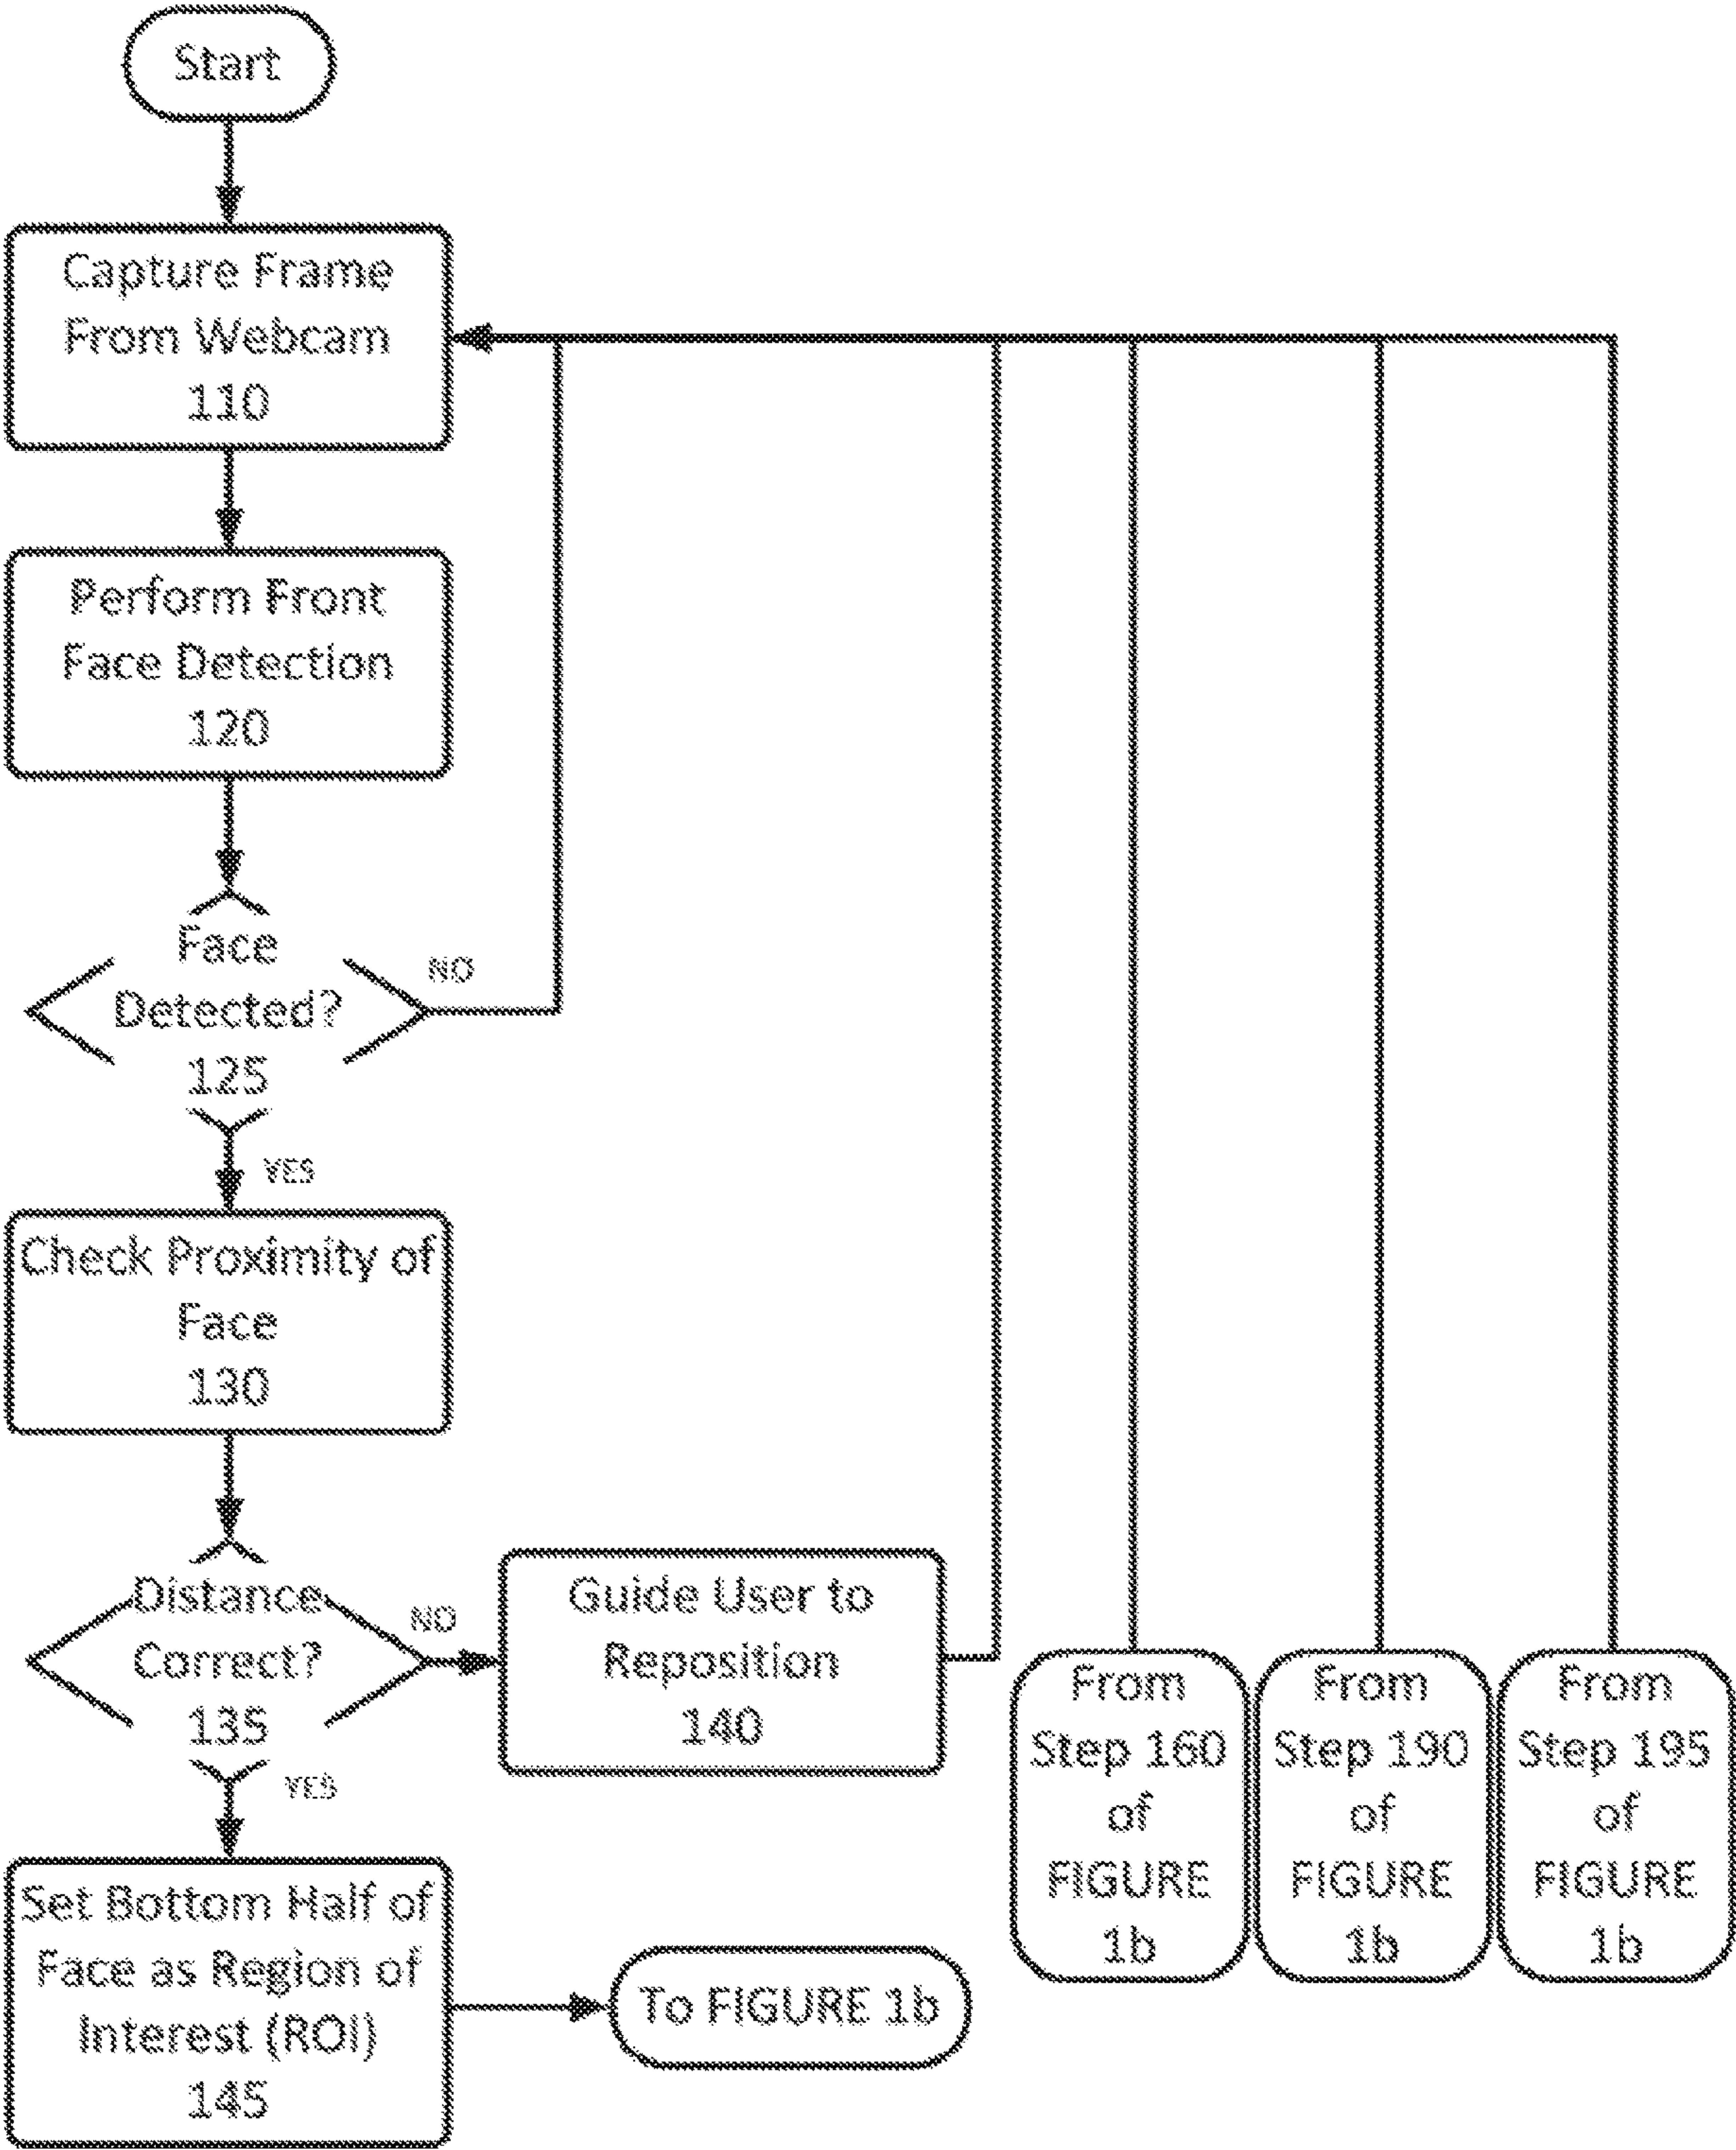 Start
Capture Frame
From Webcam
110
Perform Front
Face Detection
120
Face
Detected?
125
NO
YES
Check Proximity of
Face
130
Distance
Correct?
135
NO
YES
Guide User to
Reposition
140
From
Step 160
of
FIGURE
1b
From
Step 190
of
FIGURE
1b
From
Step 195
of
FIGURE
1b
Set Bottom Half of
Face as Region of
Interest (ROI)
145
To FIGURE 1b